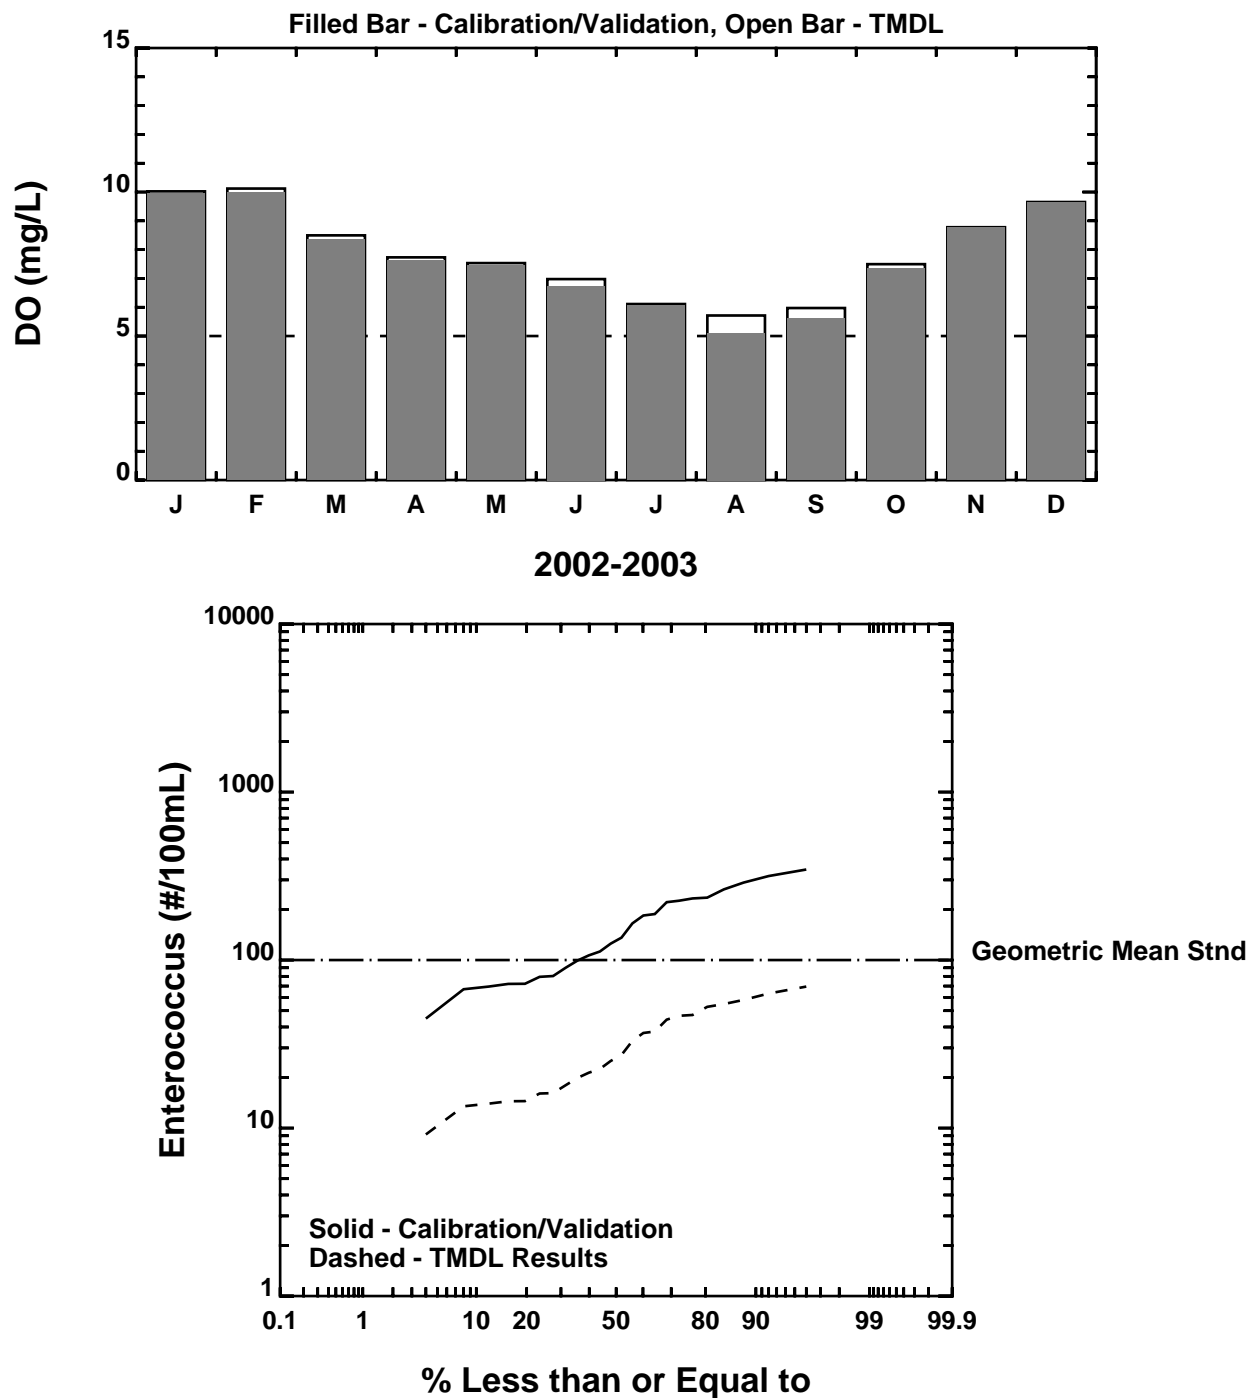 Filled Bar - Calibration/Validation, Open Bar - TMDL
15
10
5
0
DO (mg/L)
J F M A M J J A S O N D
2002-2003
10000
1000
100
10
1
Enterococcus (#/100mL)
Geometric Mean Stnd
Solid - Calibration/Validation
Dashed - TMDL Results
0.1 1 10 20 50 80 90 99 99.9
% Less than or Equal to